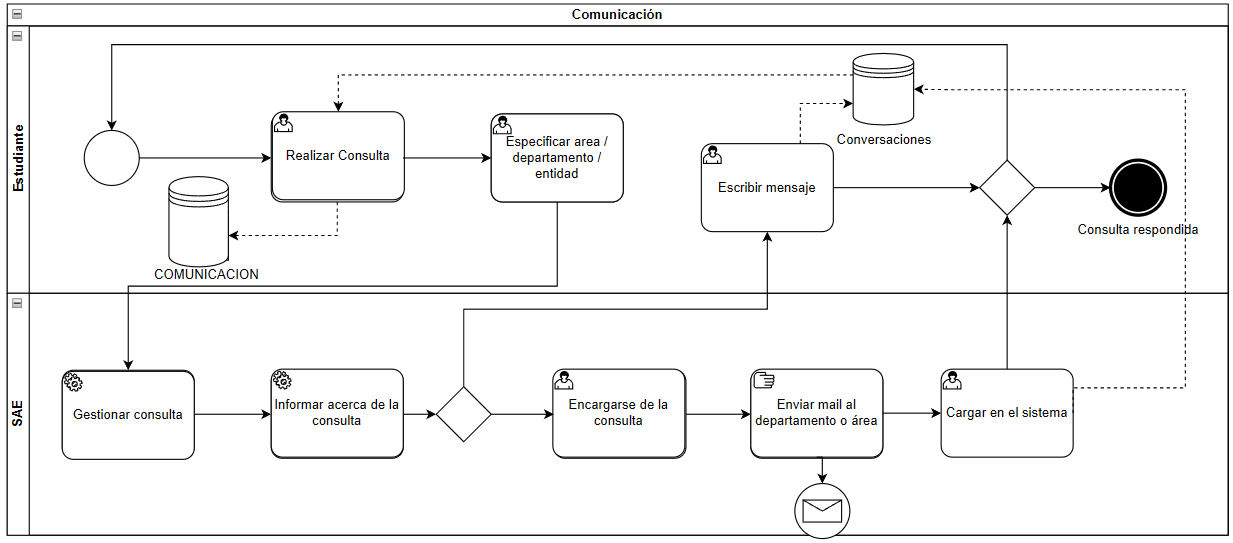 Comunicación
Estudiante
Realizar Consulta
Especificar area /
departamento /
entidad
Escribir mensaje
Conversaciones
Consulta respondida
COMUNICACION
SAE
Gestionar consulta
Informar acerca de la
consulta
Encargarse de la
consulta
Enviar mail al
departamento o área
Cargar en el sistema